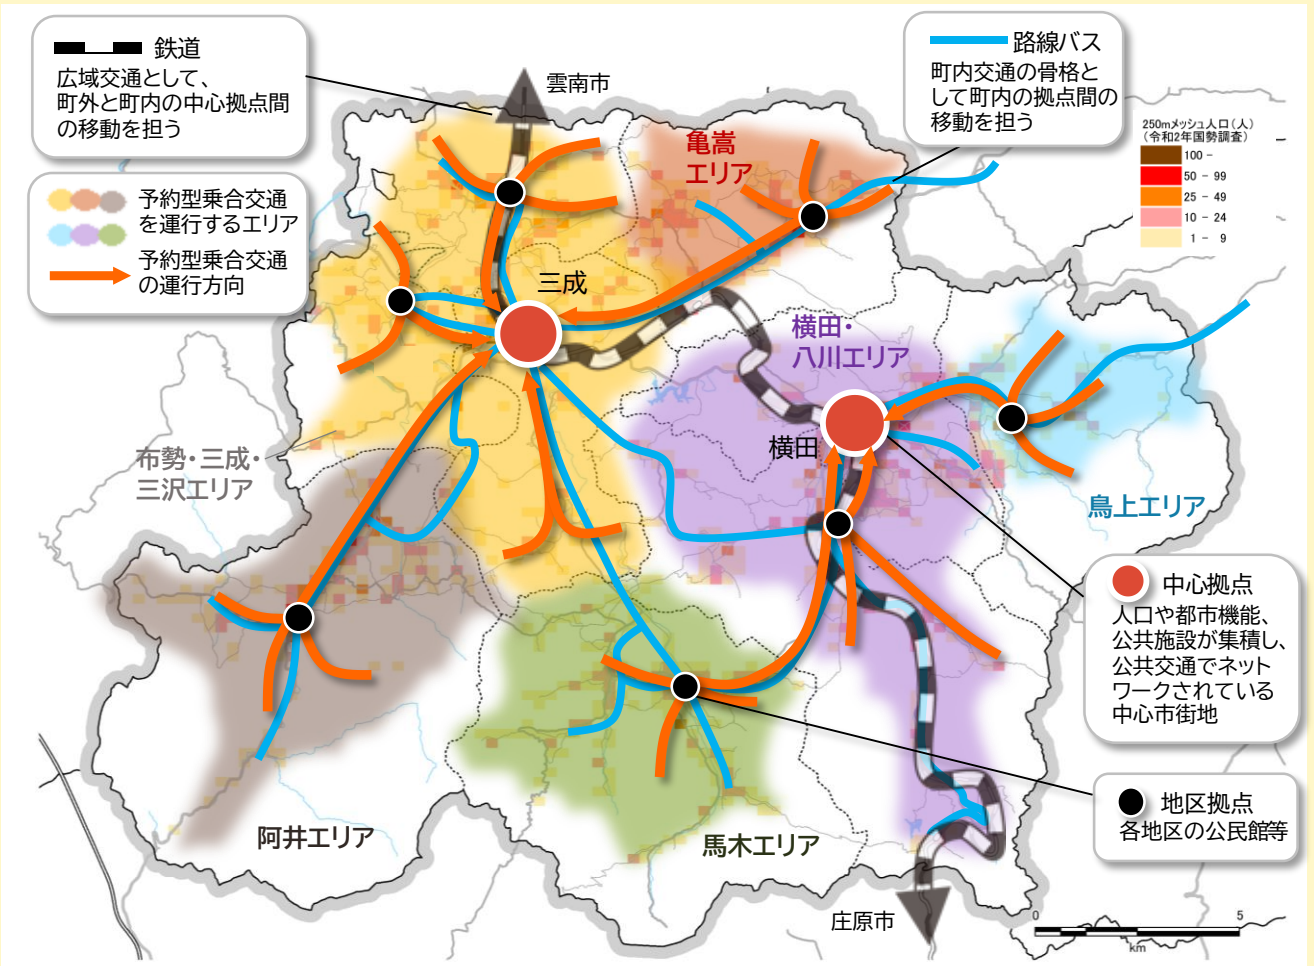 鉄道
広域交通として、
町外と町内の中心拠点間
の移動を担う
予約型乗合交通
を運行するエリア
予約型乗合交通
の運行方向
雲南市
路線バス
町内交通の骨格と
して町内の拠点間の
移動を担う
250mメッシュ人口(人)
(令和2年国勢調査)
100 -
50 - 99
25 - 49
10 - 24
1 - 9
亀嵩
エリア
三成
横田・
八川エリア
横田
布勢・三成・
三沢エリア
鳥上エリア
中心拠点
人口や都市機能、
公共施設が集積し、
公共交通でネット
ワークされている
中心市街地
地区拠点
各地区の公民館等
阿井エリア
馬木エリア
庄原市
0 5
km